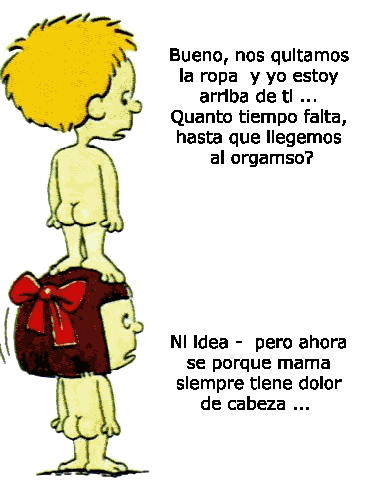 Bueno, nos quitamos
la ropa y yo estoy
arriba de ti ...
Quanto tiempo falta,
hasta que llegemos
al orgamso?
Ni idea - pero ahora
se porque mama
siempre tiene dolor
de cabeza ...